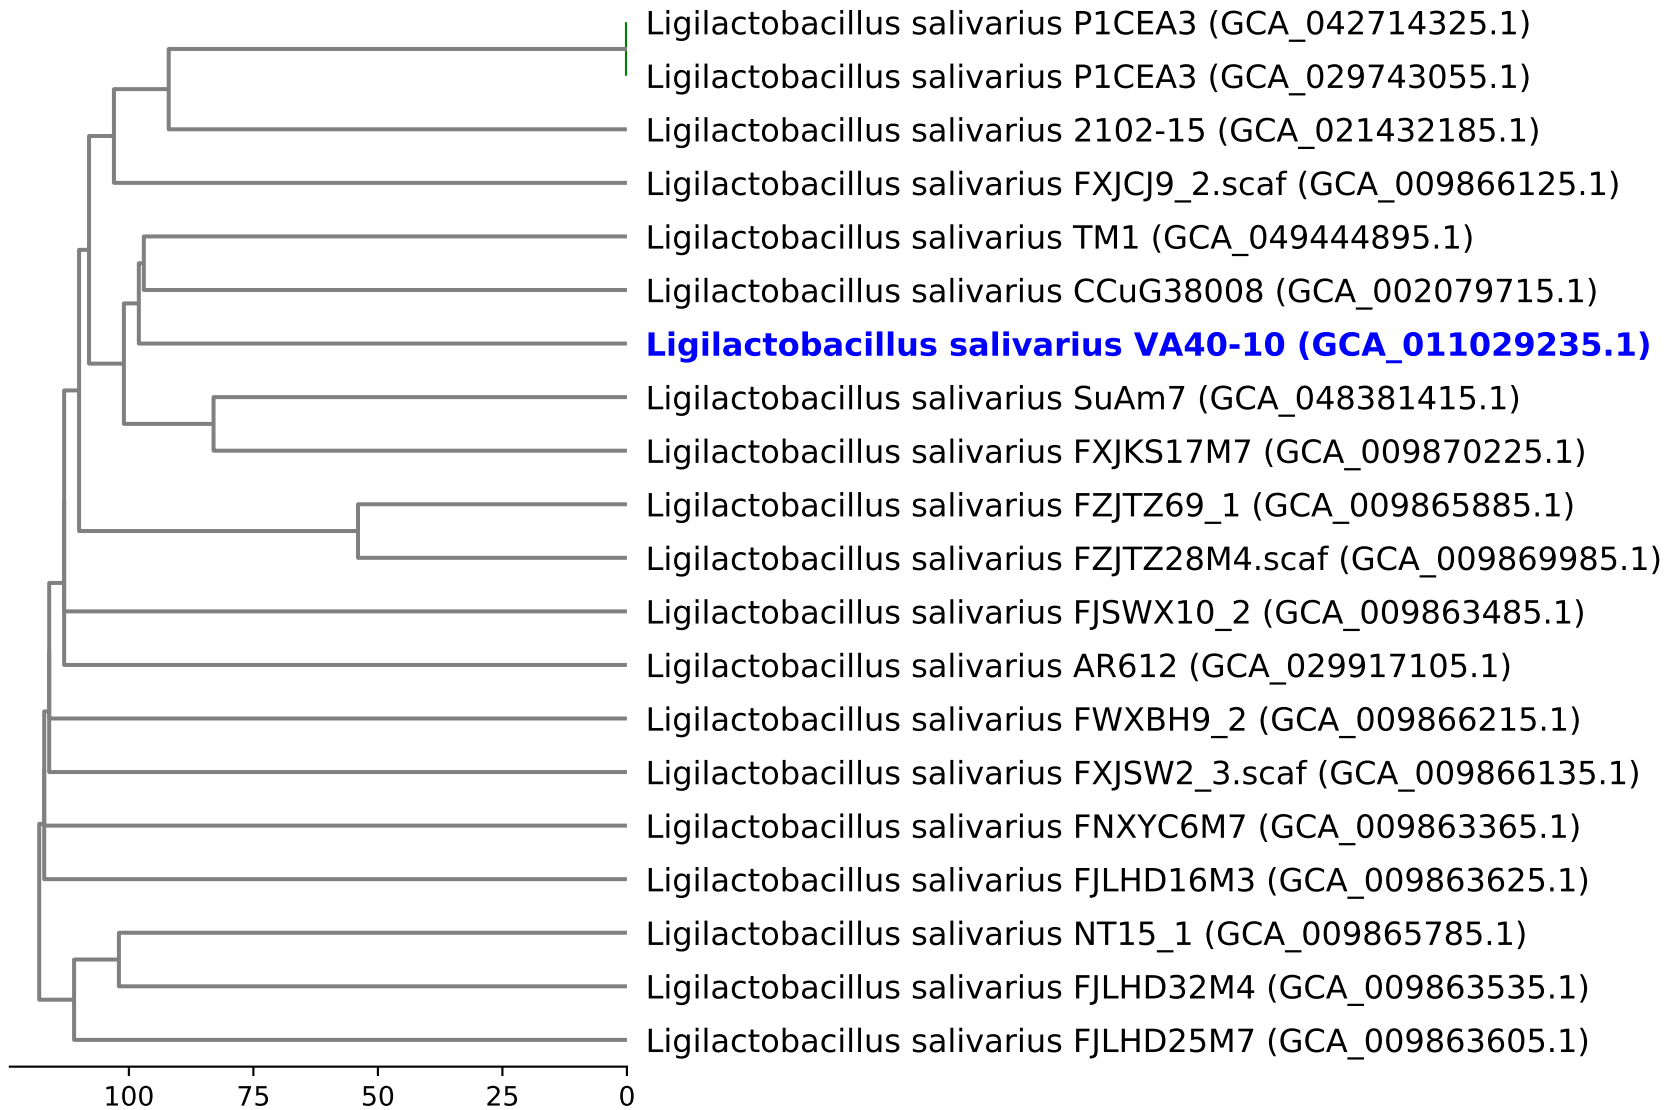 Ligilactobacillus salivarius P1CEA3 (GCA_042714325.1)
Ligilactobacillus salivarius P1CEA3 (GCA_029743055.1)
Ligilactobacillus salivarius 2102-15 (GCA_021432185.1)
Ligilactobacillus salivarius FXJCJ9_2.scaf (GCA_009866125.1)
Ligilactobacillus salivarius TM1 (GCA_049444895.1)
Ligilactobacillus salivarius CCuG38008 (GCA_002079715.1)
Ligilactobacillus salivarius VA40-10 (GCA_011029235.1)
Ligilactobacillus salivarius SuAm7 (GCA_048381415.1)
Ligilactobacillus salivarius FXJKS17M7 (GCA_009870225.1)
Ligilactobacillus salivarius FZJTZ69_1 (GCA_009865885.1)
Ligilactobacillus salivarius FZJTZ28M4.scaf (GCA_009869985.1)
Ligilactobacillus salivarius FJSWX10_2 (GCA_009863485.1)
Ligilactobacillus salivarius AR612 (GCA_029917105.1)
Ligilactobacillus salivarius FWXBH9_2 (GCA_009866215.1)
Ligilactobacillus salivarius FXJSW2_3.scaf (GCA_009866135.1)
Ligilactobacillus salivarius FNXYC6M7 (GCA_009863365.1)
Ligilactobacillus salivarius FJLHD16M3 (GCA_009863625.1)
Ligilactobacillus salivarius NT15_1 (GCA_009865785.1)
Ligilactobacillus salivarius FJLHD32M4 (GCA_009863535.1)
Ligilactobacillus salivarius FJLHD25M7 (GCA_009863605.1)
100 75 50 25 0